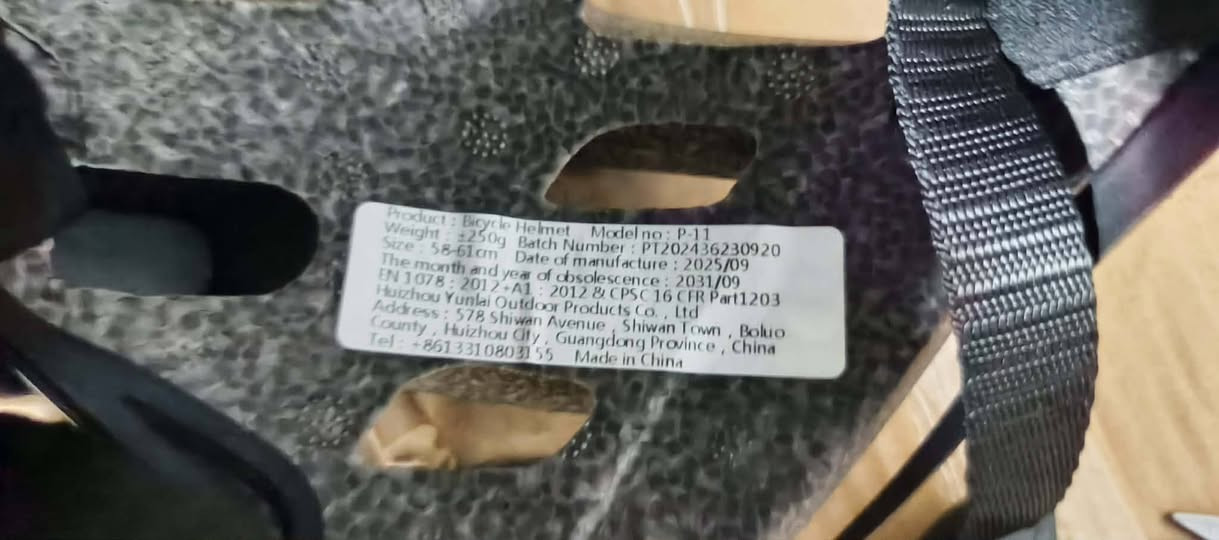 Product : Bicycle Helmet Model no : P-11
Weight : ±250g Batch Number : PT202436230920
Size : 58-61cm Date of manufacture : 2025/09
The month and year of obsolescence : 2031/09
EN 1078 : 2012+A1 : 2012 & CPSC 16 CFR Part1203
Huizhou Yunlai Outdoor Products Co. , Ltd
Address : 578 Shiwan Avenue , Shiwan Town , Boluo
County , Huizhou City , Guangdong Province , China
Tel : +8613310803155 Made in China